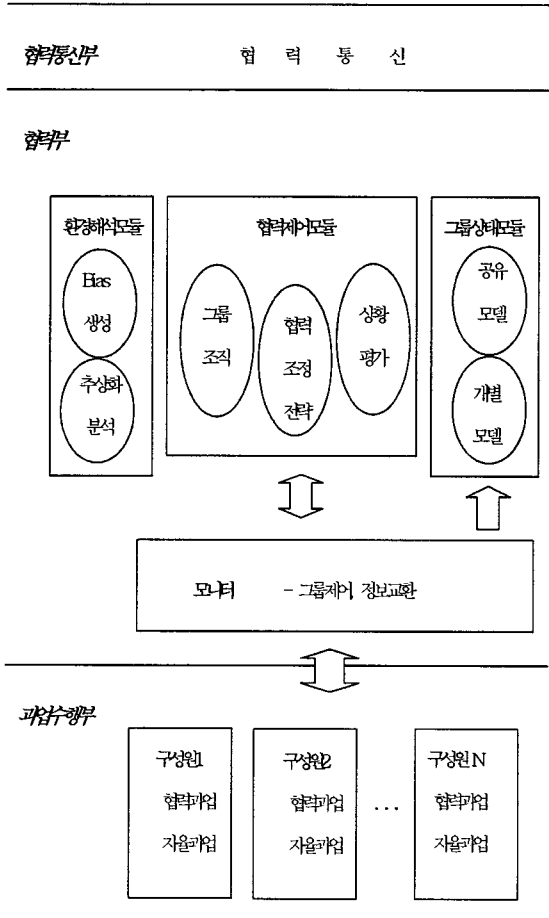 협력통신부 협 력 통 신
협력부
환경해석모듈
Bias
생성
추상화
분석
협력제어모듈
그룹
조직
협력
조정
전략
상황
평가
그룹상태모듈
공유
모델
개별
모델
모니터 - 그룹제어, 정보교환
과업수행부
구성원1
협력과업
자율과업
구성원2
협력과업
자율과업
...
구성원 N
협력과업
자율과업